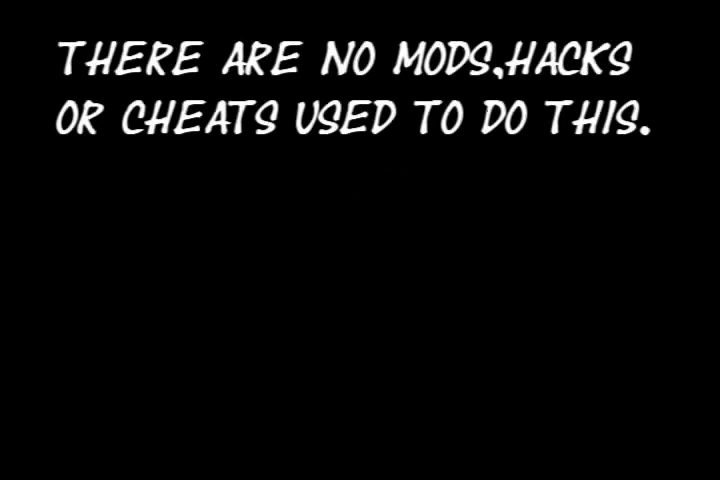 THERE ARE NO MODS,HACKS
OR CHEATS USED TO DO THIS.